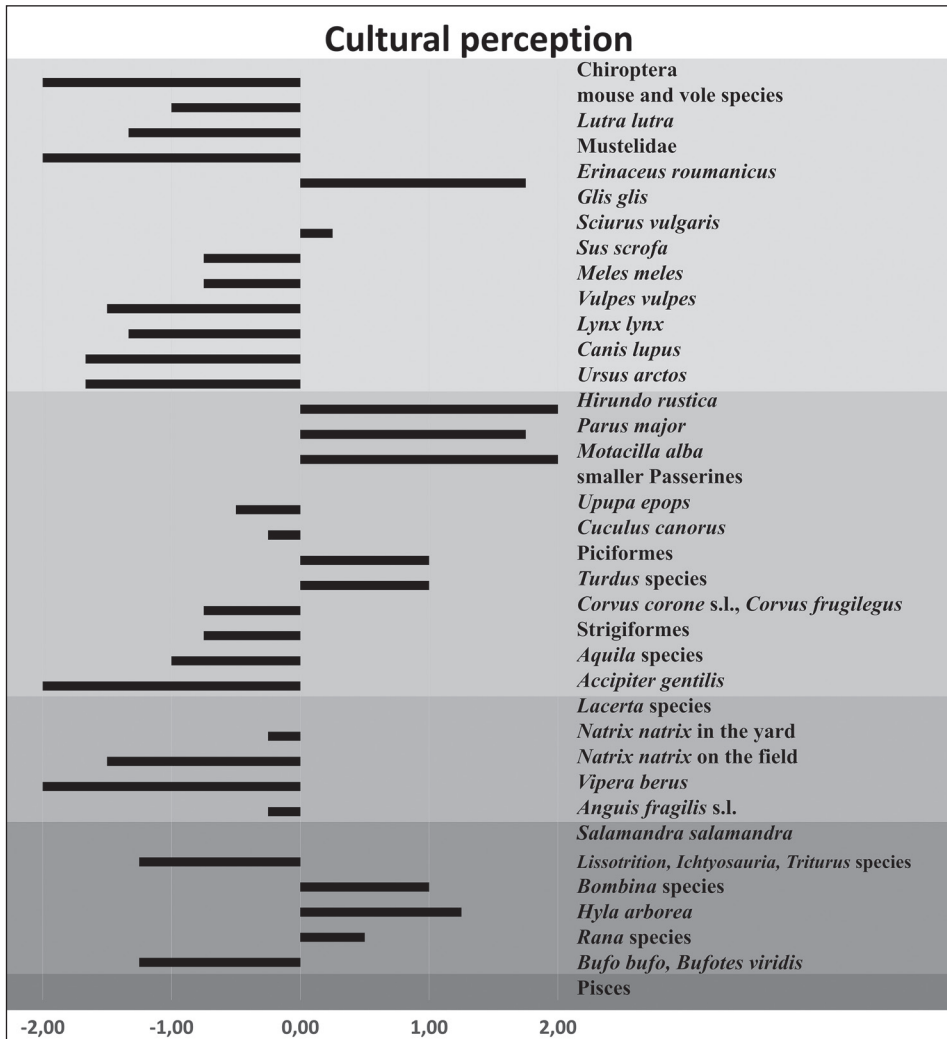 Cultural perception
Chiroptera
mouse and vole species
Lutra lutra
Mustelidae
Erinaceus roumanicus
Glis glis
Sciurus vulgaris
Sus scrofa
Meles meles
Vulpes vulpes
Lynx lynx
Canis lupus
Ursus arctos
Hirundo rustica
Parus major
Motacilla alba
smaller Passerines
Upupa epops
Cuculus canorus
Piciformes
Turdus species
Corvus corone s.l., Corvus frugilegus
Strigiformes
Aquila species
Accipiter gentilis
Lacerta species
Natrix natrix in the yard
Natrix natrix on the field
Vipera berus
Anguis fragilis s.l.
Salamandra salamandra
Lissotrition, Ichtyosauria, Triturus species
Bombina species
Hyla arborea
Rana species
Bufo bufo, Bufotes viridis
Pisces
-2,00 -1,00 0,00 1,00 2,00